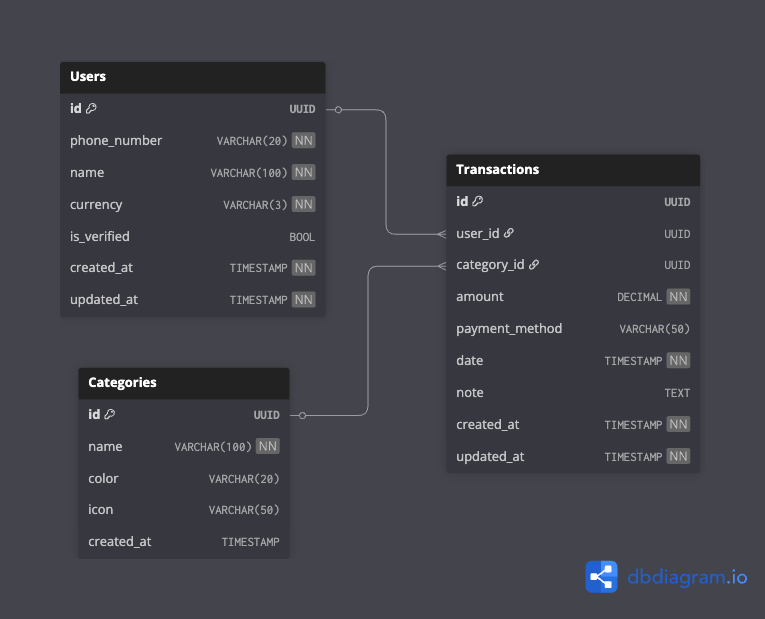 Users
id UUID
phone_number VARCHAR(20) NN
name VARCHAR(100) NN
currency VARCHAR(3) NN
is_verified BOOL
created_at TIMESTAMP NN
updated_at TIMESTAMP NN
Categories
id UUID
name VARCHAR(100) NN
color VARCHAR(20)
icon VARCHAR(50)
created_at TIMESTAMP
Transactions
id UUID
user_id UUID
category_id UUID
amount DECIMAL NN
payment_method VARCHAR(50)
date TIMESTAMP NN
note TEXT
created_at TIMESTAMP NN
updated_at TIMESTAMP NN
dbdiagram.io